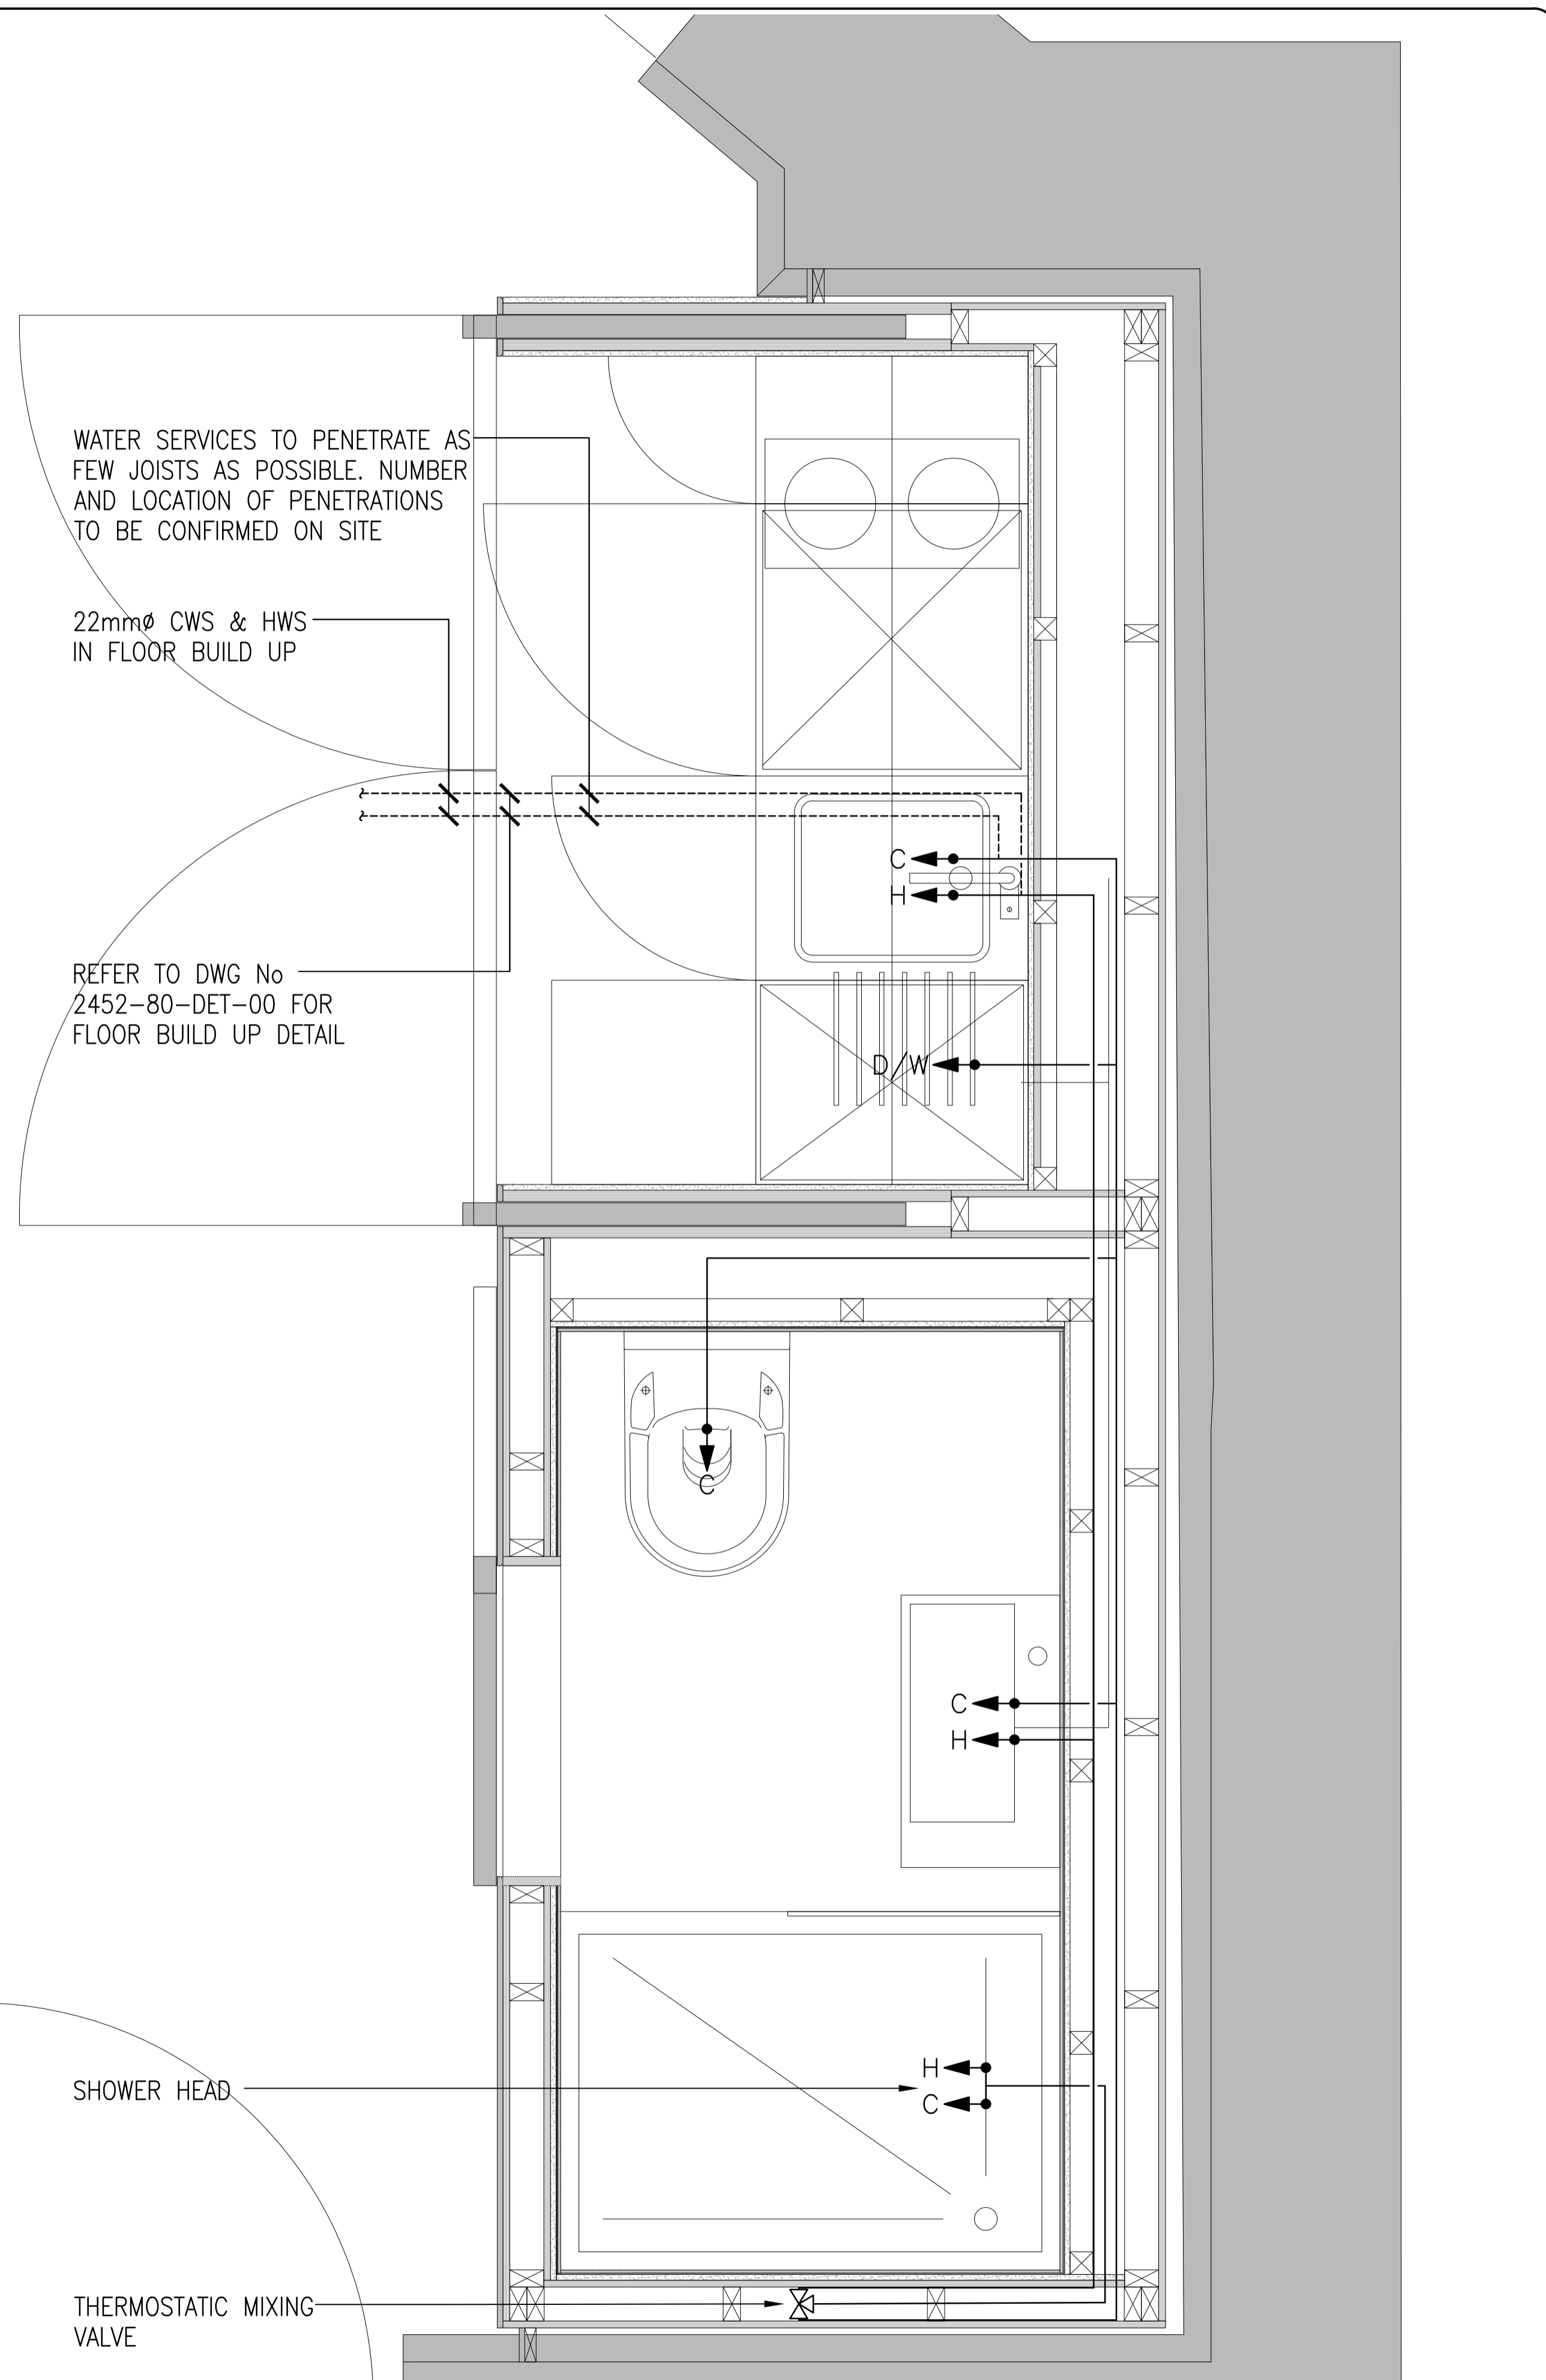 WATER SERVICES TO PENETRATE AS
FEW JOISTS AS POSSIBLE. NUMBER
AND LOCATION OF PENETRATIONS
TO BE CONFIRMED ON SITE
22mmø CWS & HWS
IN FLOOR BUILD UP
C
H
REFER TO DWG No
2452-80-DET-00 FOR
FLOOR BUILD UP DETAIL
D/W
C
C
H
H
SHOWER HEAD
C
THERMOSTATIC MIXING
VALVE